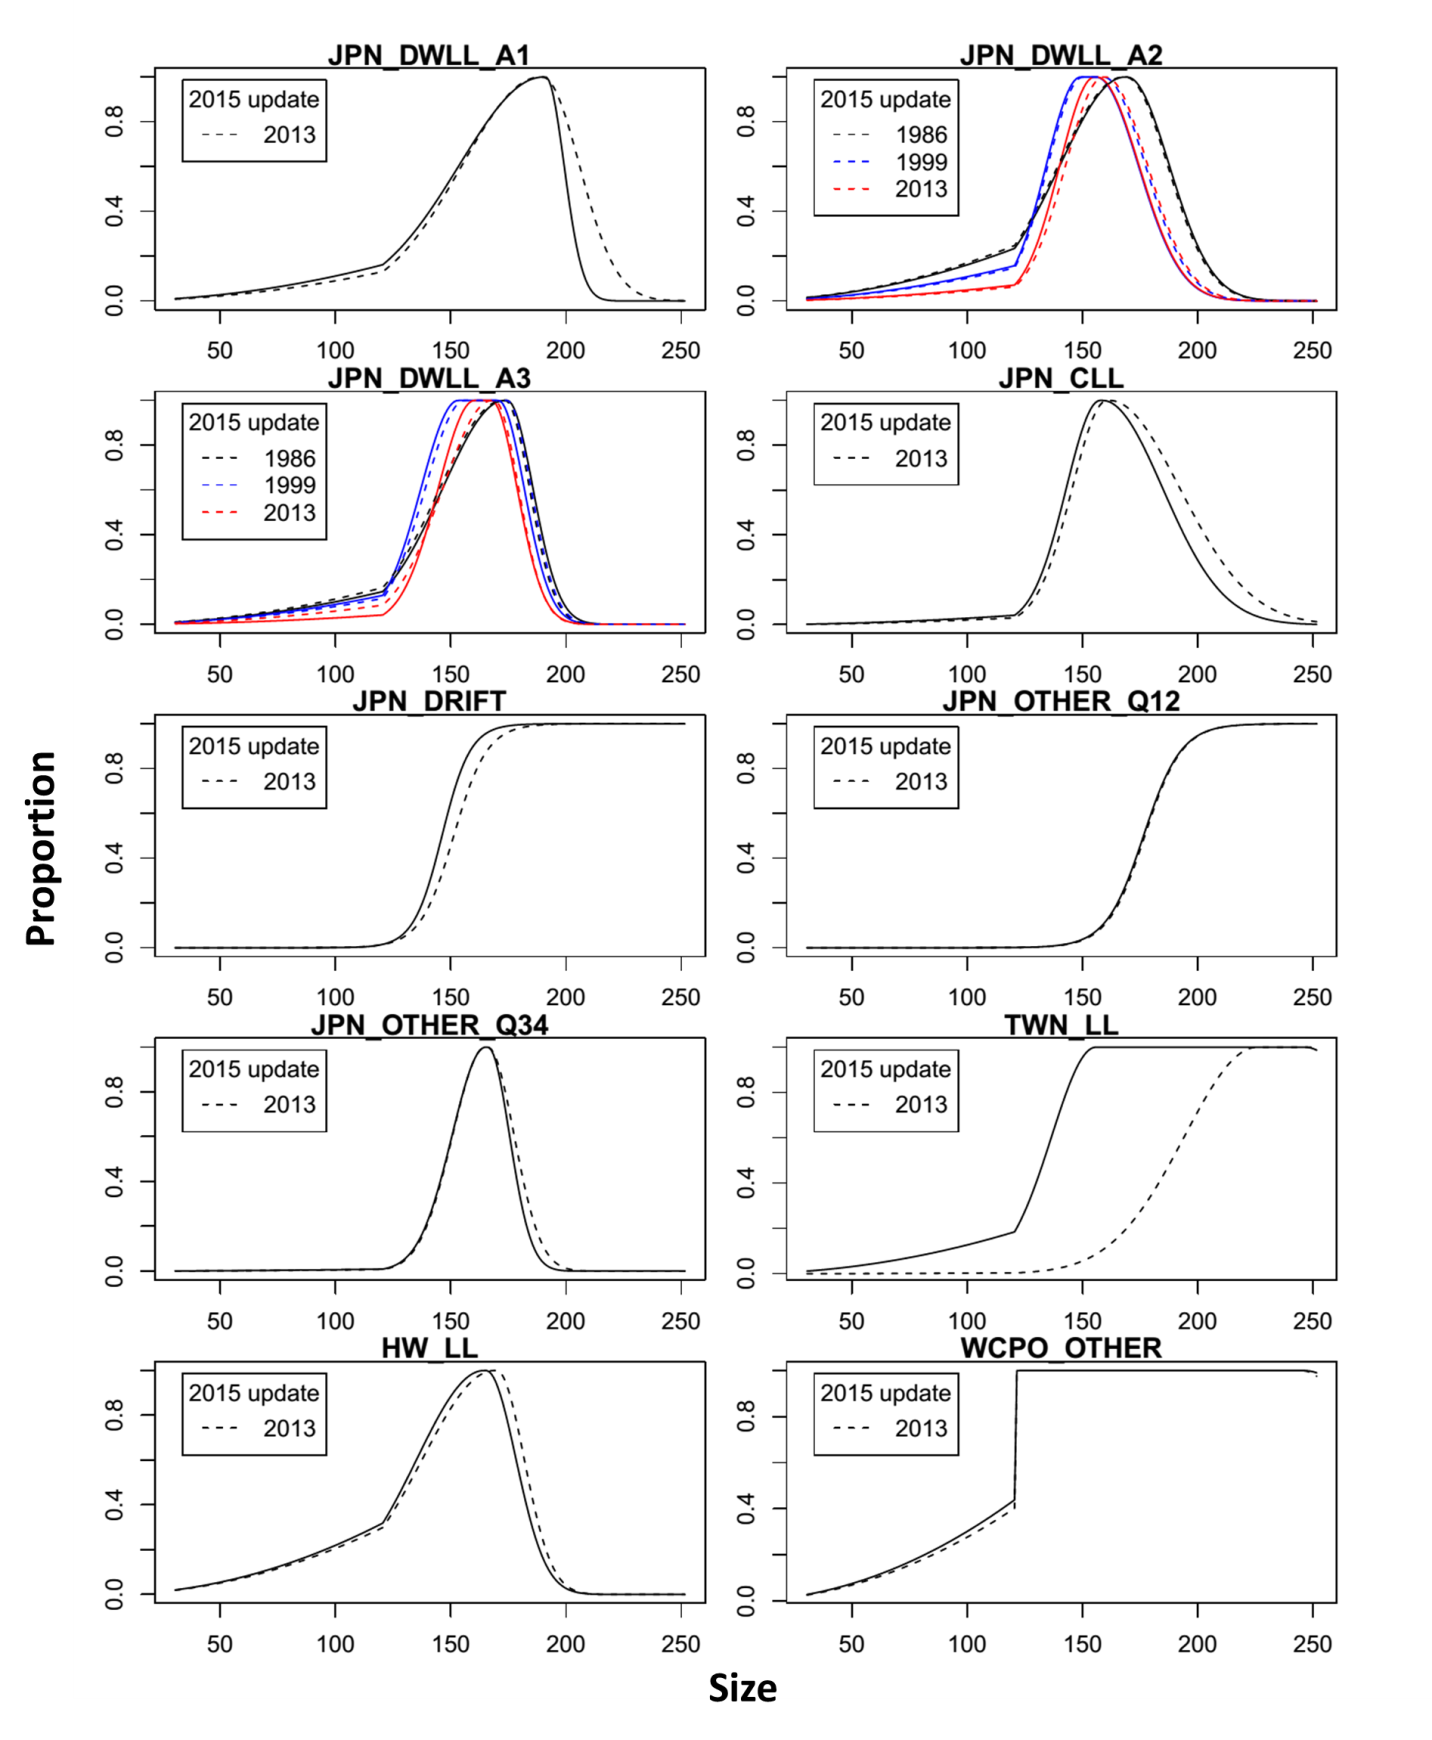 JPN_DWLL_A1
2015 update
2013
0.0 0.4 0.8
50 100 150 200 250
JPN_DWLL_A2
2015 update
1986
1999
2013
0.0 0.4 0.8
50 100 150 200 250
JPN_DWLL_A3
2015 update
1986
1999
2013
0.0 0.4 0.8
50 100 150 200 250
JPN_CLL
2015 update
2013
0.0 0.4 0.8
50 100 150 200 250
JPN_DRIFT
2015 update
2013
0.0 0.4 0.8
50 100 150 200 250
JPN_OTHER_Q12
2015 update
2013
0.0 0.4 0.8
50 100 150 200 250
JPN_OTHER_Q34
2015 update
2013
0.0 0.4 0.8
50 100 150 200 250
TWN_LL
2015 update
2013
0.0 0.4 0.8
50 100 150 200 250
HW_LL
2015 update
2013
0.0 0.4 0.8
50 100 150 200 250
WCPO_OTHER
2015 update
2013
0.0 0.4 0.8
50 100 150 200 250
Proportion
Size